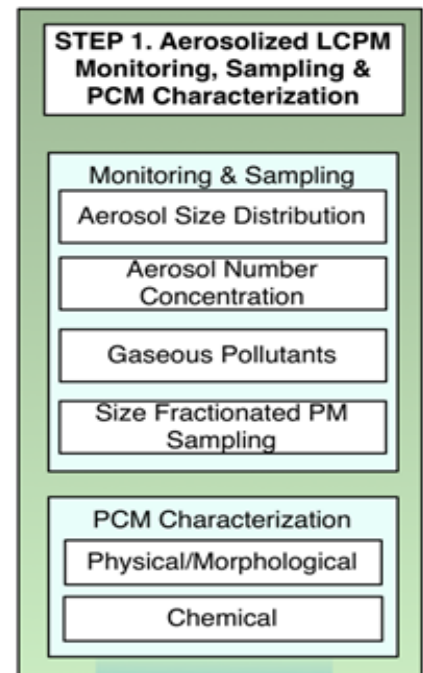 STEP 1. Aerosolized LCPM
Monitoring, Sampling &
PCM Characterization
Monitoring & Sampling
Aerosol Size Distribution
Aerosol Number
Concentration
Gaseous Pollutants
Size Fractionated PM
Sampling
PCM Characterization
Physical/Morphological
Chemical